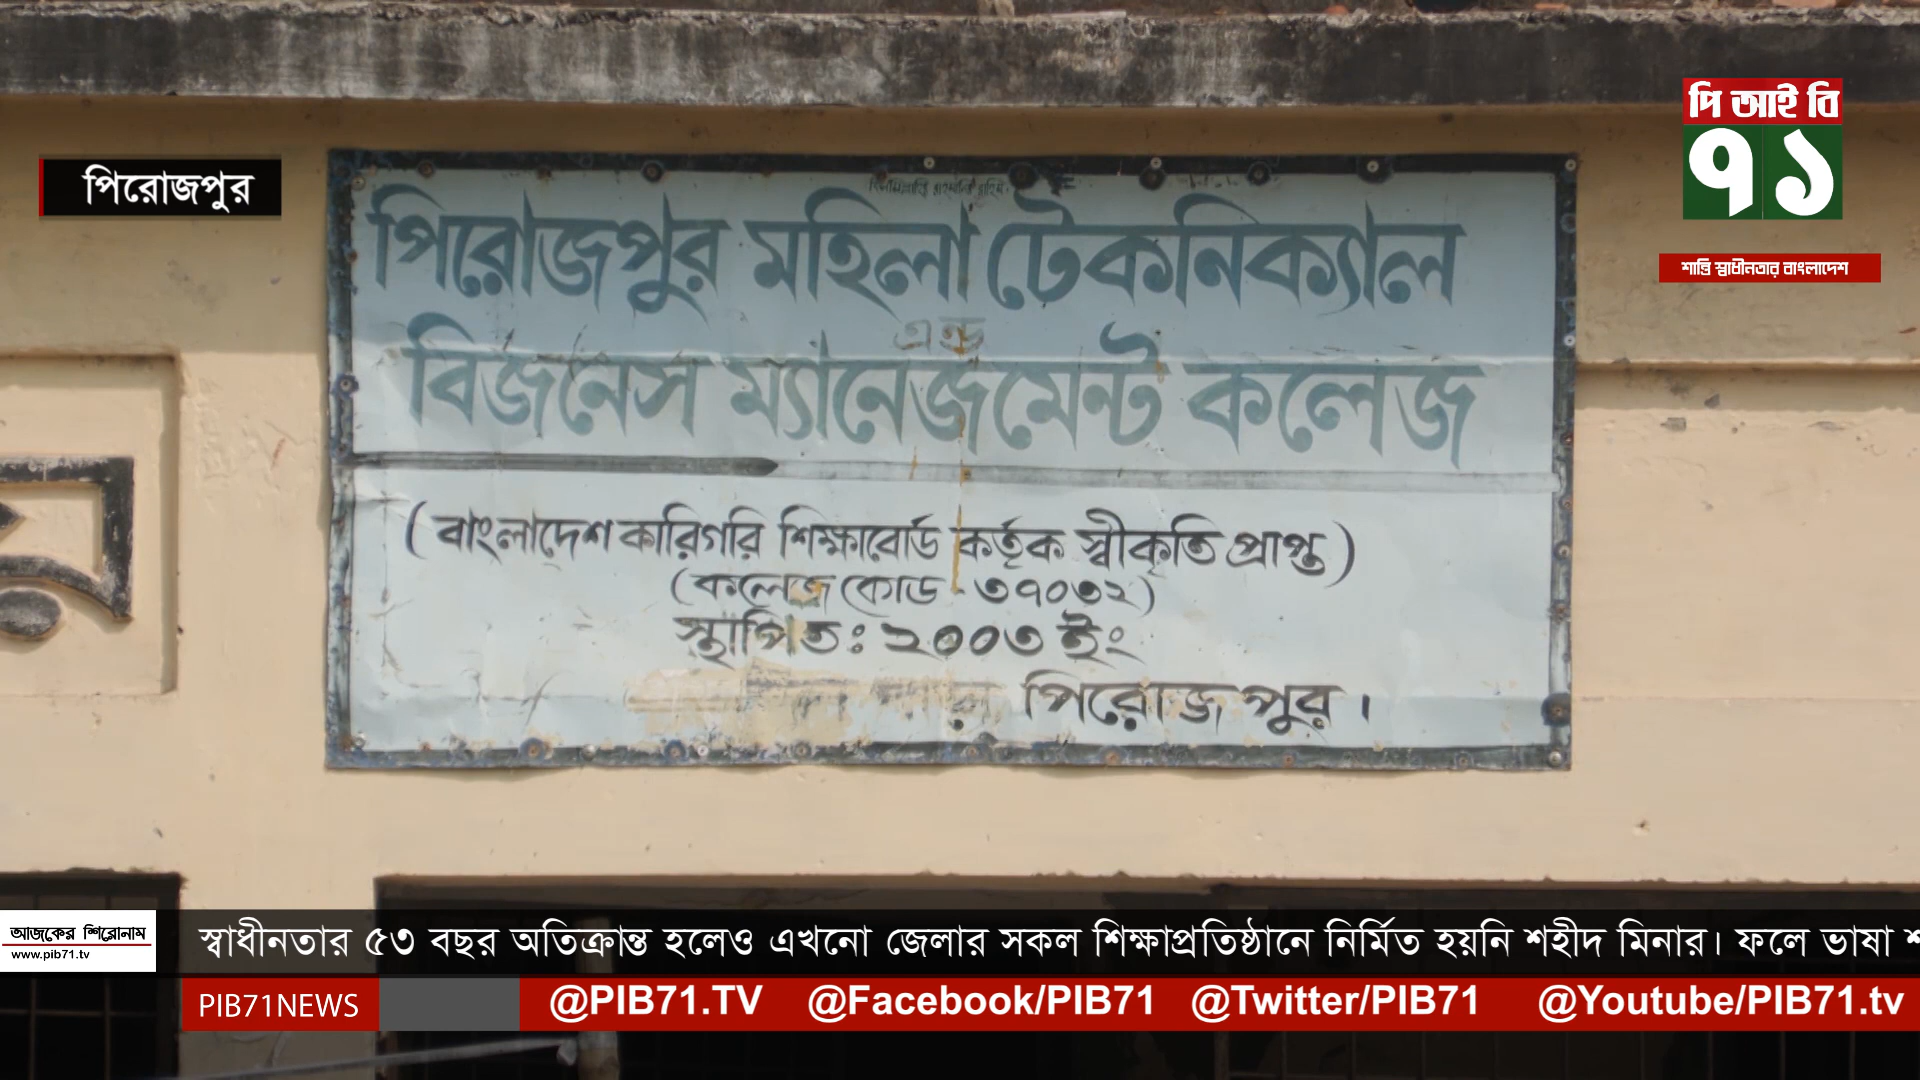 পি আই বি
৭১
শান্তি স্বাধীনতার বাংলাদেশ
পিরোজপুর
পিরোজপুর মহিলা টেকনিক্যাল
এন্ড
বিজনেস ম্যানেজমেন্ট কলেজ
(বাংলাদেশ কারিগরি শিক্ষাবোর্ড কর্তৃক স্বীকৃতি প্রাপ্ত)
(কলেজ কোড - ৩৭০৩২)
স্থাপিতঃ ২০০৩ ইং
পিরোজপুর।
আজকের শিরোনাম
www.pib71.tv
স্বাধীনতার ৫৩ বছর অতিক্রান্ত হলেও এখনো জেলার সকল শিক্ষাপ্রতিষ্ঠানে নির্মিত হয়নি শহীদ মিনার। ফলে ভাষা
PIB71NEWS
@PIB71.TV @Facebook/PIB71 @Twitter/PIB71 @Youtube/PIB71.tv